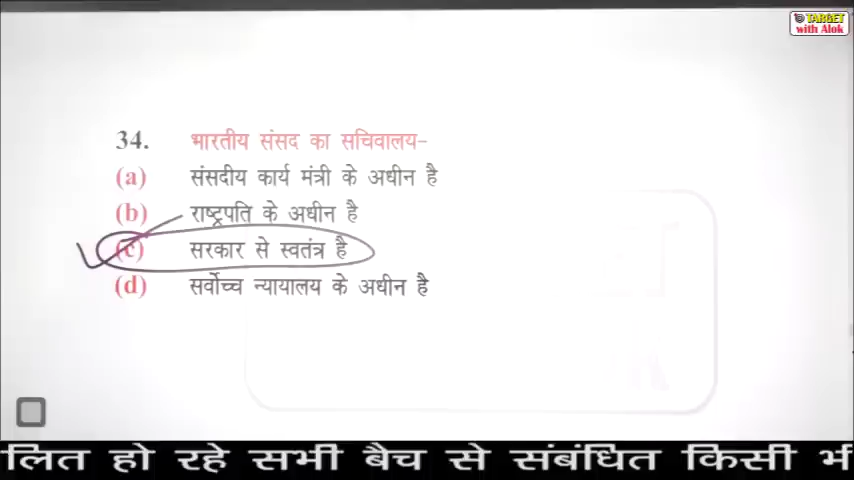 TARGET
with Alok
34. भारतीय संसद का सचिवालय-
(a) संसदीय कार्य मंत्री के अधीन है
(b) राष्ट्रपति के अधीन है
(c) सरकार से स्वतंत्र है
(d) सर्वोच्च न्यायालय के अधीन है
लित हो रहे सभी बैच से संबंधित किसी भी